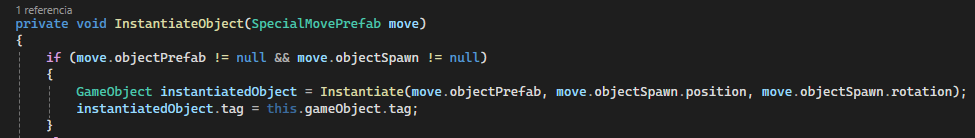 1 referencia
private void InstantiateObject(SpecialMovePrefab move)
{
if (move.objectPrefab != null && move.objectSpawn != null)
{
GameObject instantiatedObject = Instantiate(move.objectPrefab, move.objectSpawn.position, move.objectSpawn.rotation);
instantiatedObject.tag = this.gameObject.tag;
}